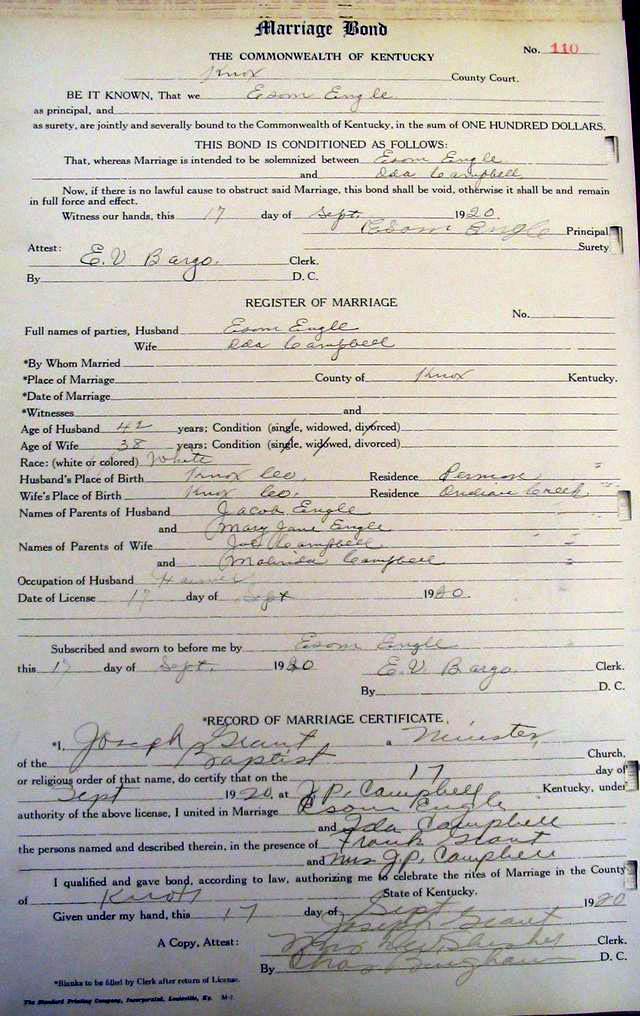 Marriage Bond
THE COMMONWEALTH OF KENTUCKY
No. 110
Knox County Court.
BE IT KNOWN, That we Esom Engle
as principal, and
as surety, are jointly and severally bound to the Commonwealth of Kentucky, in the sum of ONE HUNDRED DOLLARS.
THIS BOND IS CONDITIONED AS FOLLOWS:
That, whereas Marriage is intended to be solemnized between Esom Engle
and Ida Campbell
Now, if there is no lawful cause to obstruct said Marriage, this bond shall be void, otherwise it shall be and remain
in full force and effect.
Witness our hands, this 17 day of Sept. 1920.
Esom Engle Principal
Surety
Attest:
E. V. Bargo. Clerk.
By D. C.
REGISTER OF MARRIAGE
No.
Full names of parties, Husband Esom Engle
Wife Ida Campbell
*By Whom Married
*Place of Marriage County of Knox Kentucky.
*Date of Marriage
*Witnesses and
Age of Husband 42 years; Condition (single, widowed, divorced)
Age of Wife 38 years; Condition (single, widowed, divorced)
Race: (white or colored) White
Husband's Place of Birth Knox Co. Residence
Wife's Place of Birth Knox Co. Residence Indian Creek
Names of Parents of Husband Jacob Engle
and Mary Jane Engle
Names of Parents of Wife Joe Campbell
and Malinda Campbell
Occupation of Husband Farmer
Date of License 17 day of Sept 1920.
Subscribed and sworn to before me by Esom Engle
this 17 day of Sept. 1920 E. V. Bargo. Clerk.
By D. C.
*RECORD OF MARRIAGE CERTIFICATE.
*I, Joseph Grant a Minister,
of the Baptist Church,
or religious order of that name, do certify that on the 17 day of
Sept 1920, at J. P. Campbell Kentucky, under
authority of the above license, I united in Marriage Esom Engle
and Ida Campbell
the persons named and described therein, in the presence of Frank Grant
and Mrs J. P. Campbell
I qualified and gave bond, according to law, authorizing me to celebrate the rites of Marriage in the County
of Knox State of Kentucky.
Given under my hand, this 17 day of Sept 1920
Joseph Grant
A Copy, Attest: Clerk.
By Chas Bingham D. C.
*Blanks to be filled by Clerk after return of License.
The Standard Printing Company, Incorporated, Louisville, Ky. M-1